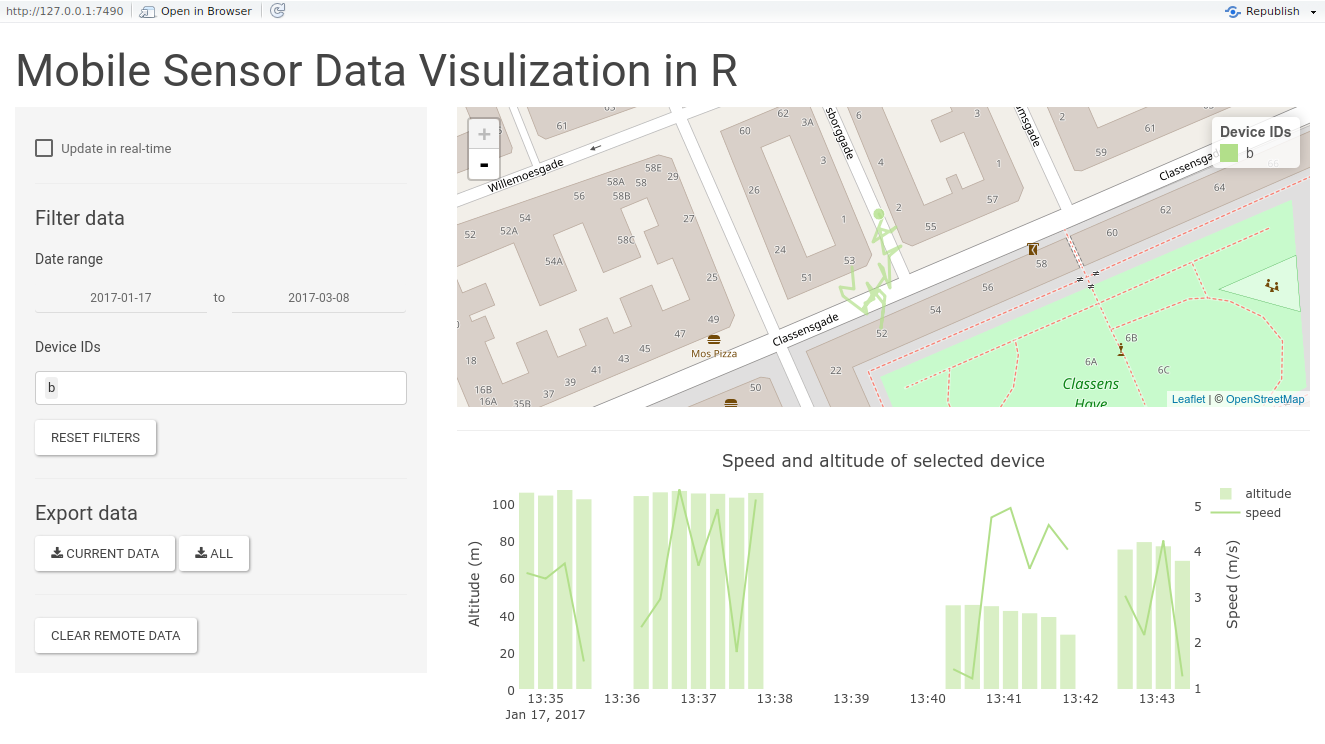 http://127.0.0.1:7490 Open in Browser Republish
Mobile Sensor Data Visulization in R
Update in real-time
Filter data
Date range
2017-01-17 to 2017-03-08
Device IDs
b
RESET FILTERS
Export data
CURRENT DATA ALL
CLEAR REMOTE DATA
+
-
Device IDs
b
61 62 3A 60 3 4 3 1 2 61 59 6
Willemoesgade
sborggade
Classensga
58E 29 58A 58 56 58B 26 27 54 52 52A 58C 54A
1 2 57 55 64 62 60 66
24 53 51 25 58 56 54 52
49 47 45 43 41 39 37 35B 18 16B 16A 22 50
Mos Pizza
Classensgade
6B 6A 6C
Classens
Have
Leaflet | © OpenStreetMap
Speed and altitude of selected device
altitude
speed
Altitude (m)
100
80
60
40
20
0
Speed (m/s)
5
4
3
2
1
13:35 13:36 13:37 13:38 13:39 13:40 13:41 13:42 13:43
Jan 17, 2017